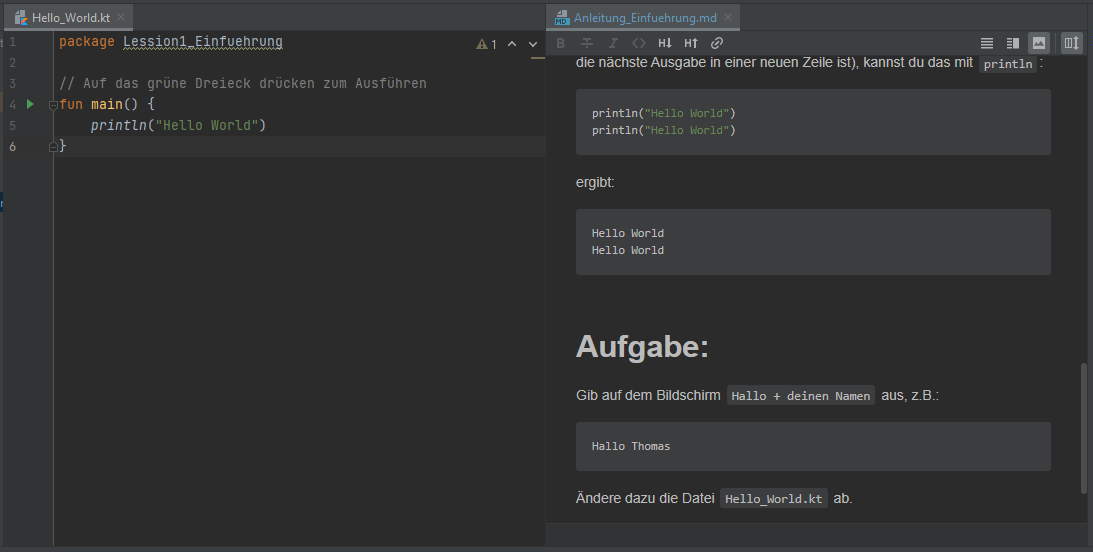 Hello_World.kt
package Lession1_Einfuehrung
1
// Auf das grüne Dreieck drücken zum Ausführen
fun main() {
println("Hello World")
}
1
2
3
4
5
6
Anleitung_Einfuehrung.md
B I <> H↓ H↑
die nächste Ausgabe in einer neuen Zeile ist), kannst du das mit println :
println("Hello World")
println("Hello World")
ergibt:
Hello World
Hello World
Aufgabe:
Gib auf dem Bildschirm Hallo + deinen Namen aus, z.B.:
Hallo Thomas
Ändere dazu die Datei Hello_World.kt ab.